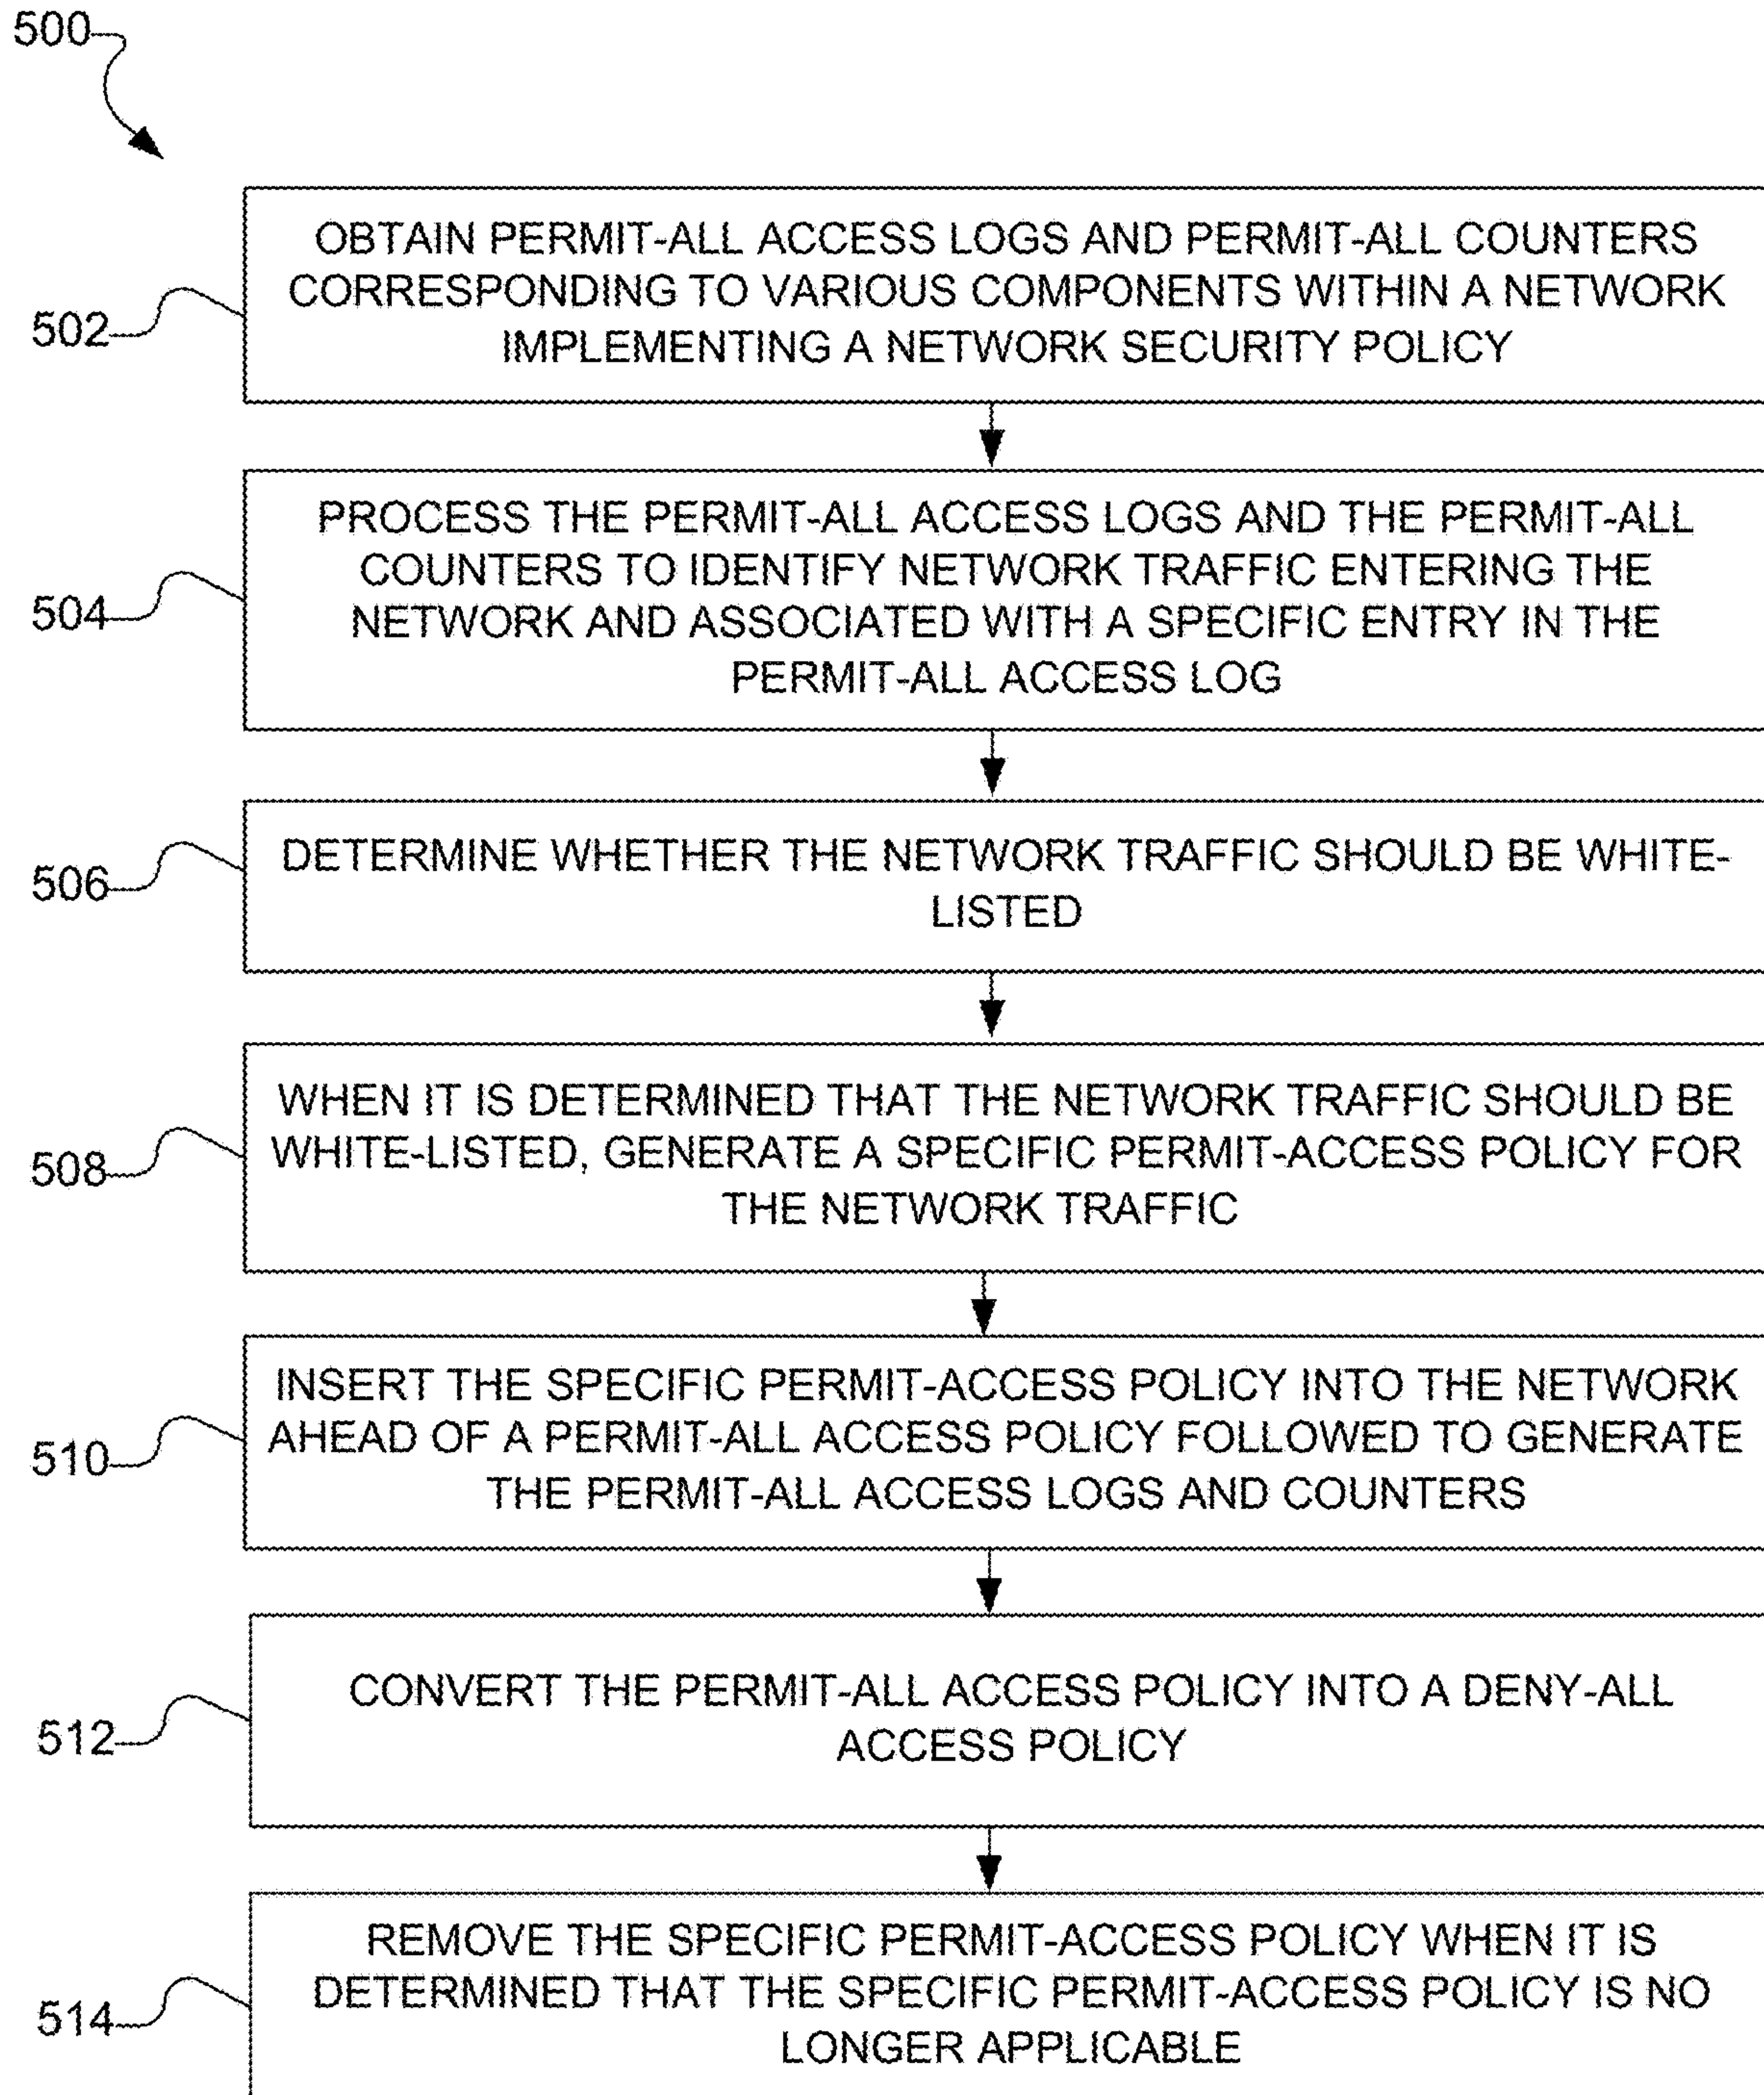 500
OBTAIN PERMIT-ALL ACCESS LOGS AND PERMIT-ALL COUNTERS
CORRESPONDING TO VARIOUS COMPONENTS WITHIN A NETWORK
IMPLEMENTING A NETWORK SECURITY POLICY
502
PROCESS THE PERMIT-ALL ACCESS LOGS AND THE PERMIT-ALL
COUNTERS TO IDENTIFY NETWORK TRAFFIC ENTERING THE
NETWORK AND ASSOCIATED WITH A SPECIFIC ENTRY IN THE
PERMIT-ALL ACCESS LOG
504
DETERMINE WHETHER THE NETWORK TRAFFIC SHOULD BE WHITE-
LISTED
506
WHEN IT IS DETERMINED THAT THE NETWORK TRAFFIC SHOULD BE
WHITE-LISTED, GENERATE A SPECIFIC PERMIT-ACCESS POLICY FOR
THE NETWORK TRAFFIC
508
INSERT THE SPECIFIC PERMIT-ACCESS POLICY INTO THE NETWORK
AHEAD OF A PERMIT-ALL ACCESS POLICY FOLLOWED TO GENERATE
THE PERMIT-ALL ACCESS LOGS AND COUNTERS
510
CONVERT THE PERMIT-ALL ACCESS POLICY INTO A DENY-ALL
ACCESS POLICY
512
REMOVE THE SPECIFIC PERMIT-ACCESS POLICY WHEN IT IS
DETERMINED THAT THE SPECIFIC PERMIT-ACCESS POLICY IS NO
LONGER APPLICABLE
514